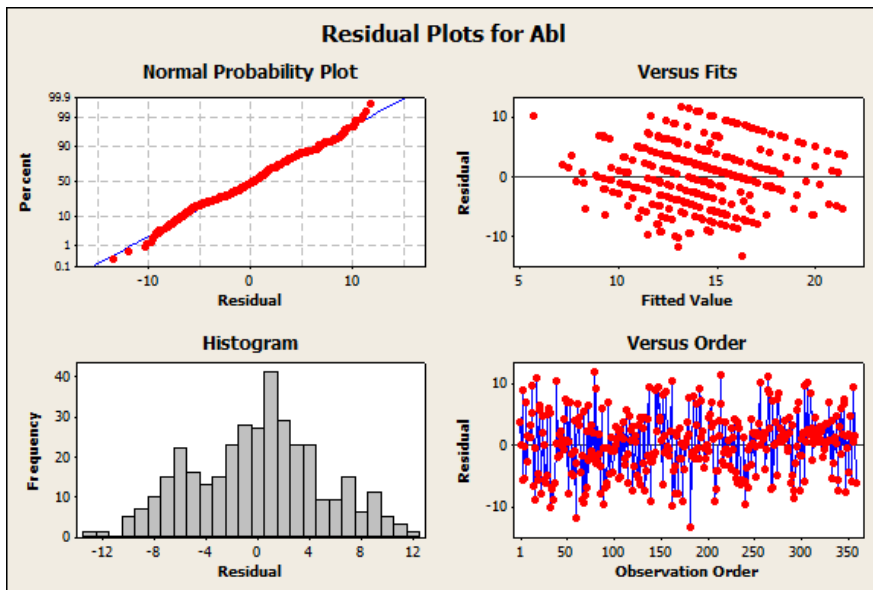 Residual Plots for Abl
Normal Probability Plot
99.9
99
90
50
10
1
0.1
Percent
-10 0 10
Residual
Versus Fits
10
0
-10
Residual
5 10 15 20
Fitted Value
Histogram
40
30
20
10
0
Frequency
-12 -8 -4 0 4 8 12
Residual
Versus Order
10
0
-10
Residual
1 50 100 150 200 250 300 350
Observation Order